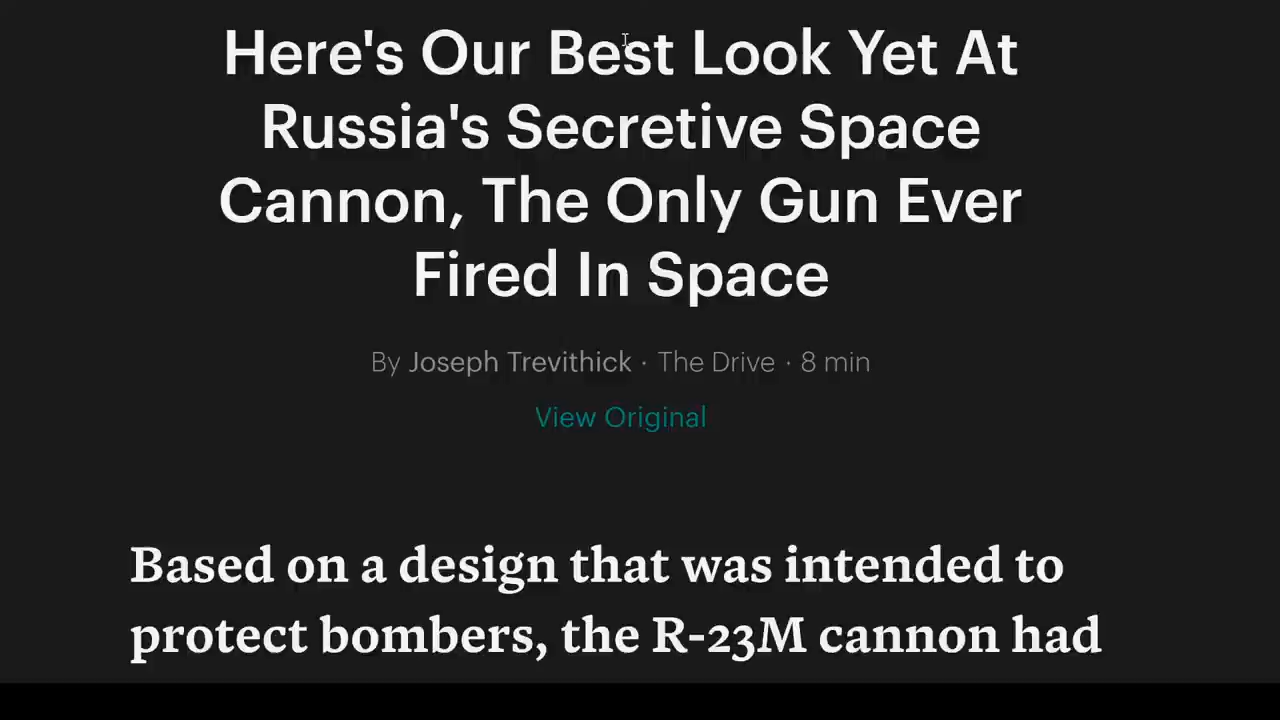 Here's Our Best Look Yet At
Russia's Secretive Space
Cannon, The Only Gun Ever
Fired In Space
By Joseph Trevithick · The Drive · 8 min
View Original
Based on a design that was intended to
protect bombers, the R-23M cannon had